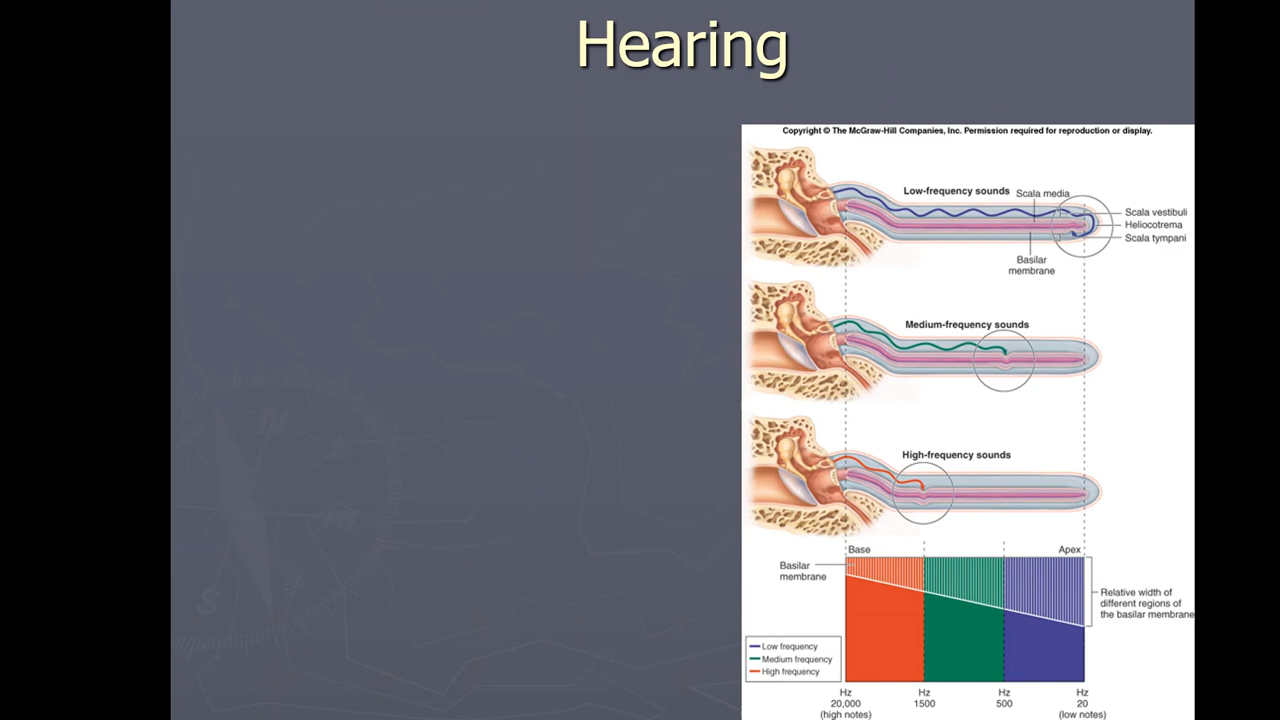 Hearing
Copyright © The McGraw-Hill Companies, Inc. Permission required for reproduction or display.
Low-frequency sounds
Scala media
Scala vestibuli
Heliocotrema
Scala tympani
Basilar
membrane
Medium-frequency sounds
High-frequency sounds
Base
Apex
Basilar
membrane
Relative width of
different regions of
the basilar membrane
Low frequency
Medium frequency
High frequency
Hz
20,000
(high notes)
Hz
1500
Hz
500
Hz
20
(low notes)
N
m
S
S